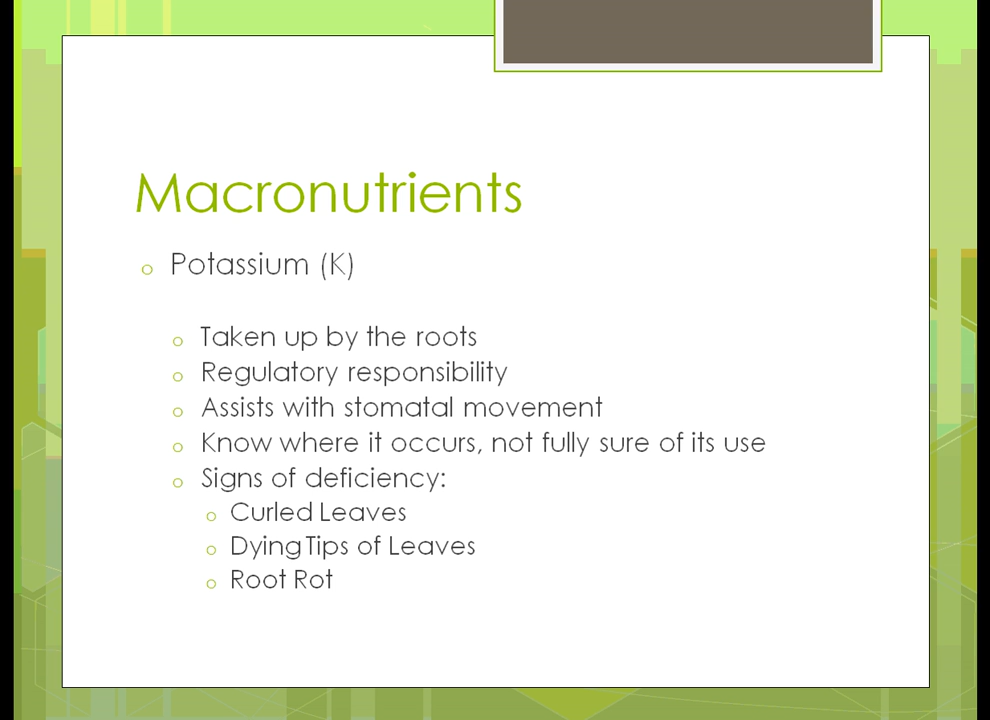 Macronutrients
o Potassium (K)
o Taken up by the roots
o Regulatory responsibility
o Assists with stomatal movement
o Know where it occurs, not fully sure of its use
o Signs of deficiency:
o Curled Leaves
o Dying Tips of Leaves
o Root Rot